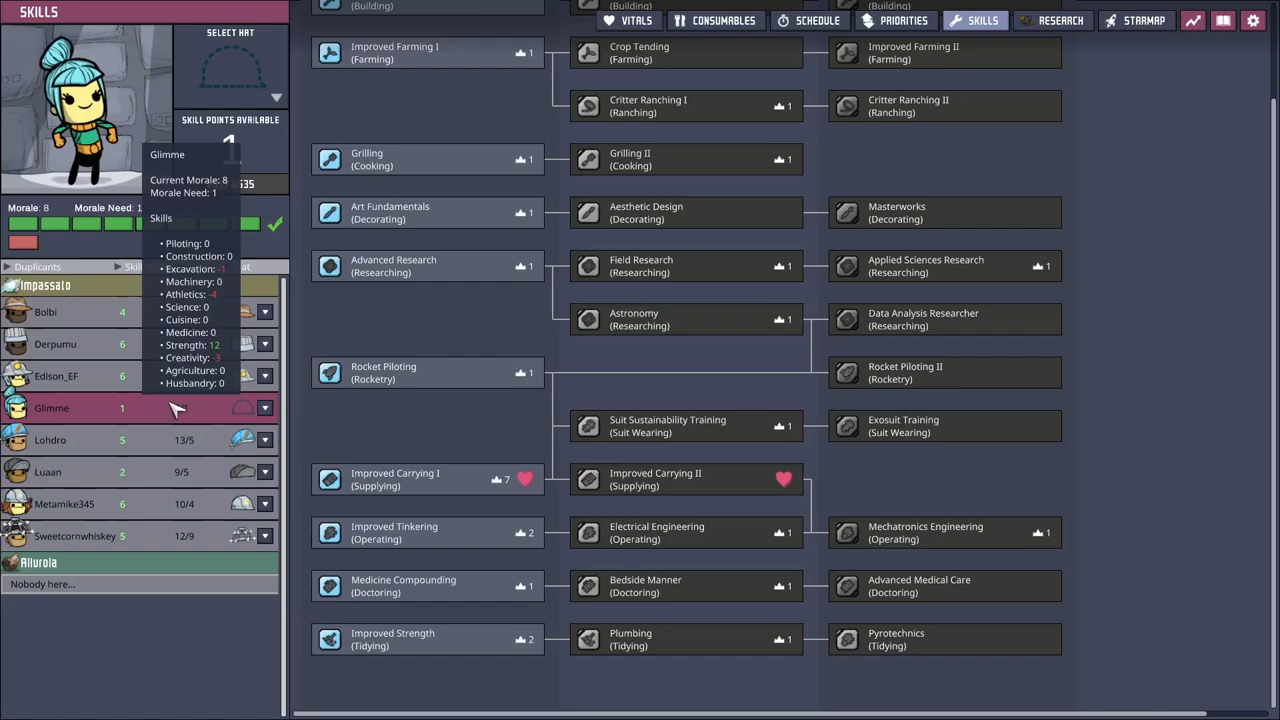 SKILLS
SELECT HAT
SKILL POINTS AVAILABLE
1
535
Morale: 8
Morale Need: 1
Glimme
Current Morale: 8
Morale Need: 1
Skills
• Piloting: 0
• Construction: 0
• Excavation: -1
• Machinery: 0
• Athletics: -4
• Science: 0
• Cuisine: 0
• Medicine: 0
• Strength: 12
• Creativity: -3
• Agriculture: 0
• Husbandry: 0
Duplicants
Impassato
Bolbi 4
Derpumu 6
Edison_EF 6
Glimme 1
Lohdro 5 13/5
Luaan 2 9/5
Metamike345 6 10/4
Sweetcornwhiskey 5 12/9
Alluroia
Nobody here...
VITALS
CONSUMABLES
SCHEDULE
PRIORITIES
SKILLS
RESEARCH
STARMAP
(Building)
(Building)
(Building)
Improved Farming I
(Farming)
1
Crop Tending
(Farming)
Improved Farming II
(Farming)
Critter Ranching I
(Ranching)
1
Critter Ranching II
(Ranching)
Grilling
(Cooking)
1
Grilling II
(Cooking)
1
Art Fundamentals
(Decorating)
1
Aesthetic Design
(Decorating)
Masterworks
(Decorating)
Advanced Research
(Researching)
1
Field Research
(Researching)
1
Applied Sciences Research
(Researching)
1
Astronomy
(Researching)
1
Data Analysis Researcher
(Researching)
Rocket Piloting
(Rocketry)
1
Rocket Piloting II
(Rocketry)
Suit Sustainability Training
(Suit Wearing)
1
Exosuit Training
(Suit Wearing)
Improved Carrying I
(Supplying)
7
Improved Carrying II
(Supplying)
Improved Tinkering
(Operating)
2
Electrical Engineering
(Operating)
1
Mechatronics Engineering
(Operating)
1
Medicine Compounding
(Doctoring)
1
Bedside Manner
(Doctoring)
1
Advanced Medical Care
(Doctoring)
Improved Strength
(Tidying)
2
Plumbing
(Tidying)
1
Pyrotechnics
(Tidying)